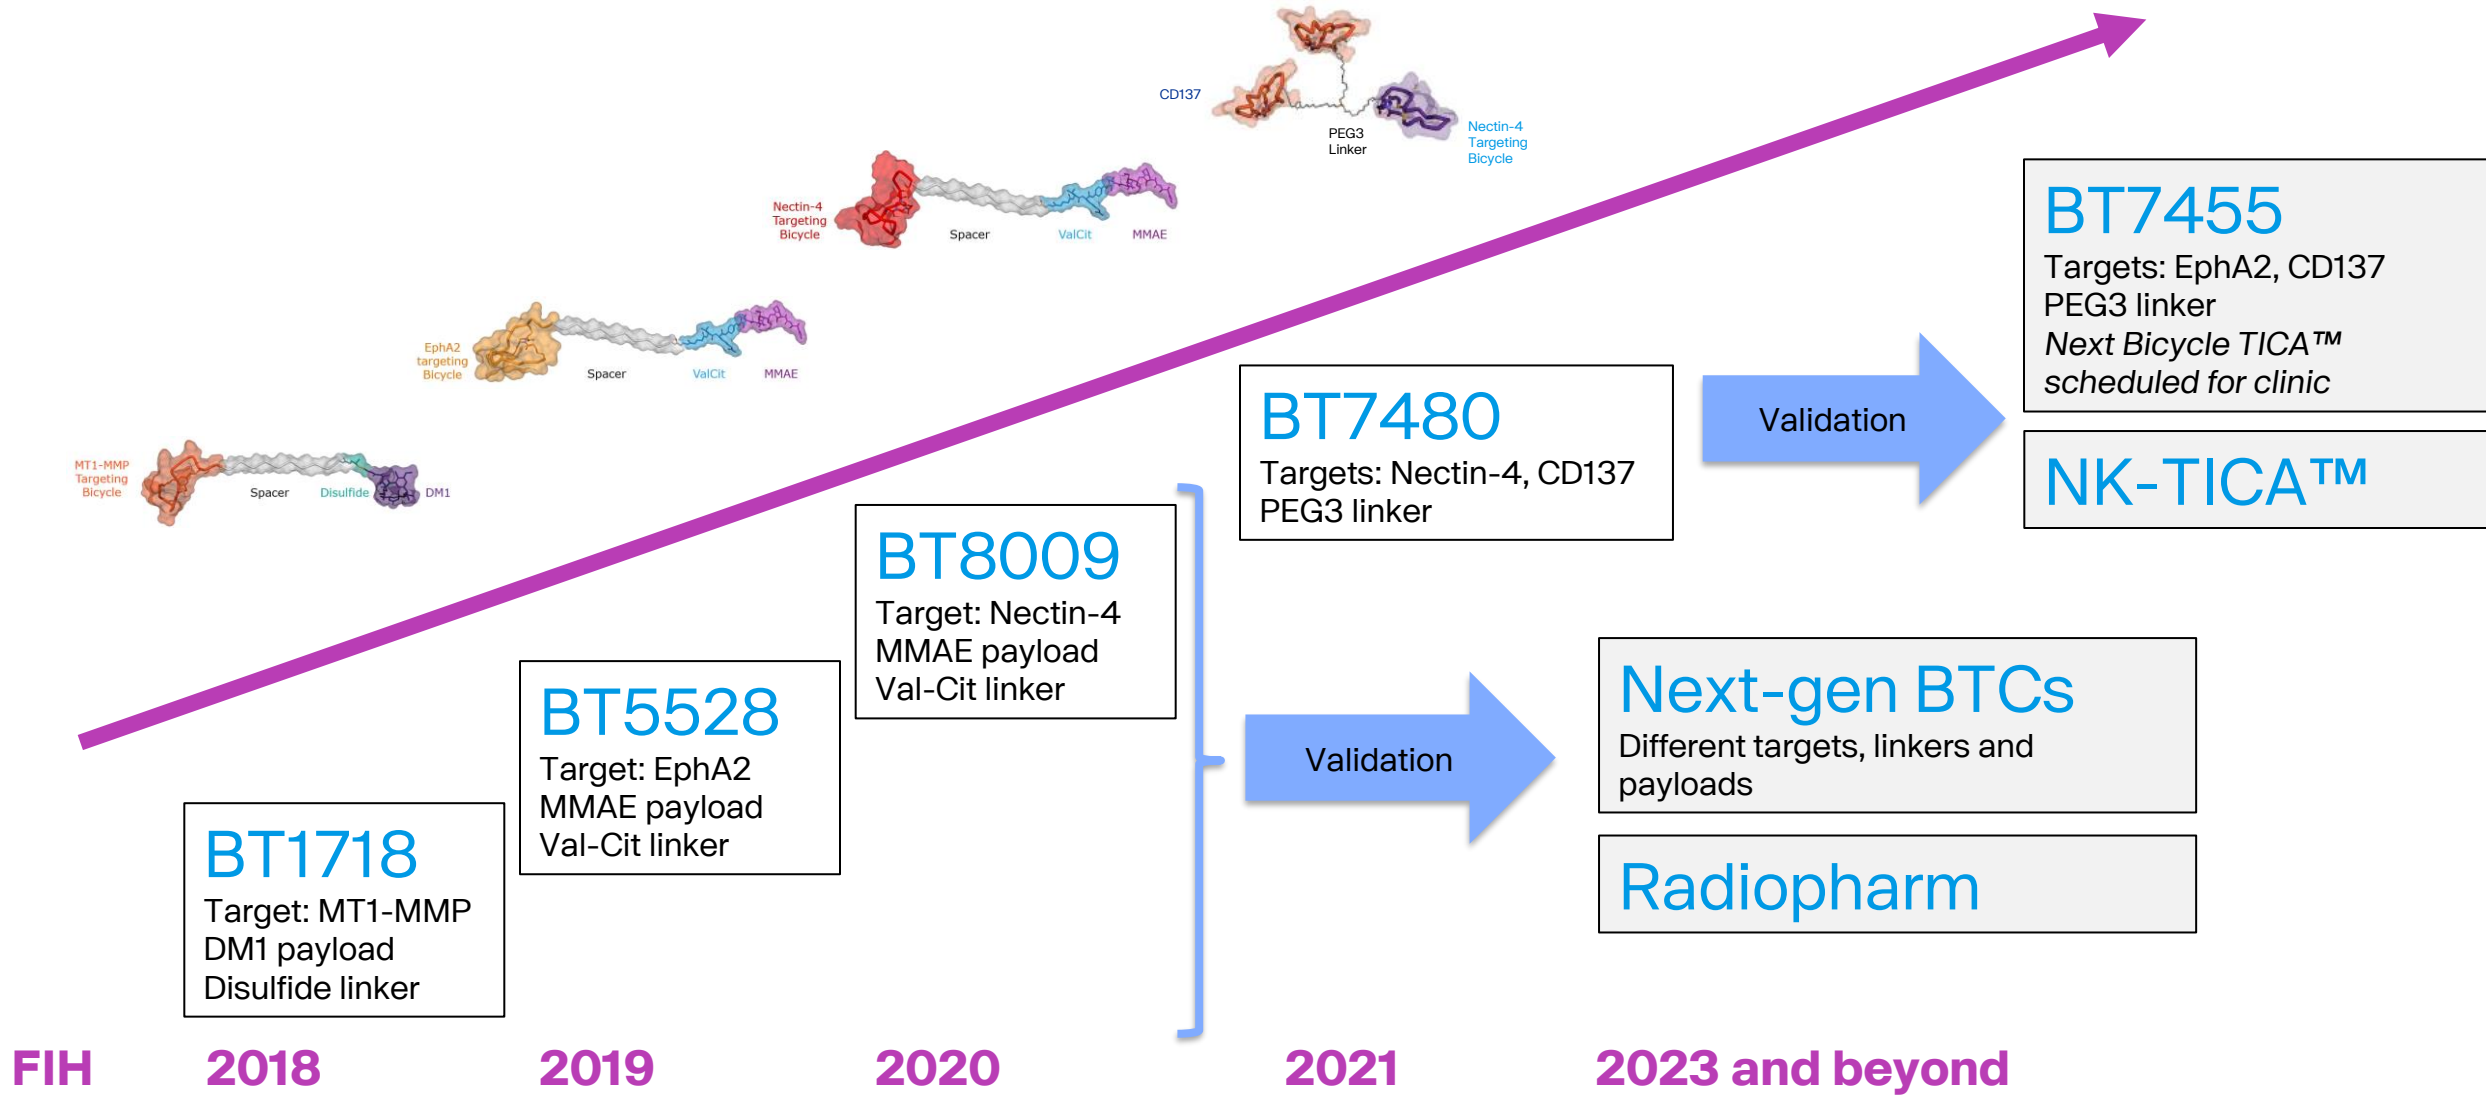 CD137
PEG3
Linker
Nectin-4
Targeting
Bicycle
Nectin-4
Targeting
Bicycle
Spacer
ValCit
MMAE
EphA2
targeting
Bicycle
Spacer
ValCit
MMAE
MT1-MMP
Targeting
Bicycle
Spacer
Disulfide
DM1
BT7455
Targets: EphA2, CD137
PEG3 linker
Next Bicycle TICA™
scheduled for clinic
NK-TICA™
Validation
BT7480
Targets: Nectin-4, CD137
PEG3 linker
BT8009
Target: Nectin-4
MMAE payload
Val-Cit linker
BT5528
Target: EphA2
MMAE payload
Val-Cit linker
BT1718
Target: MT1-MMP
DM1 payload
Disulfide linker
Validation
Next-gen BTCs
Different targets, linkers and
payloads
Radiopharm
FIH 2018 2019 2020 2021 2023 and beyond